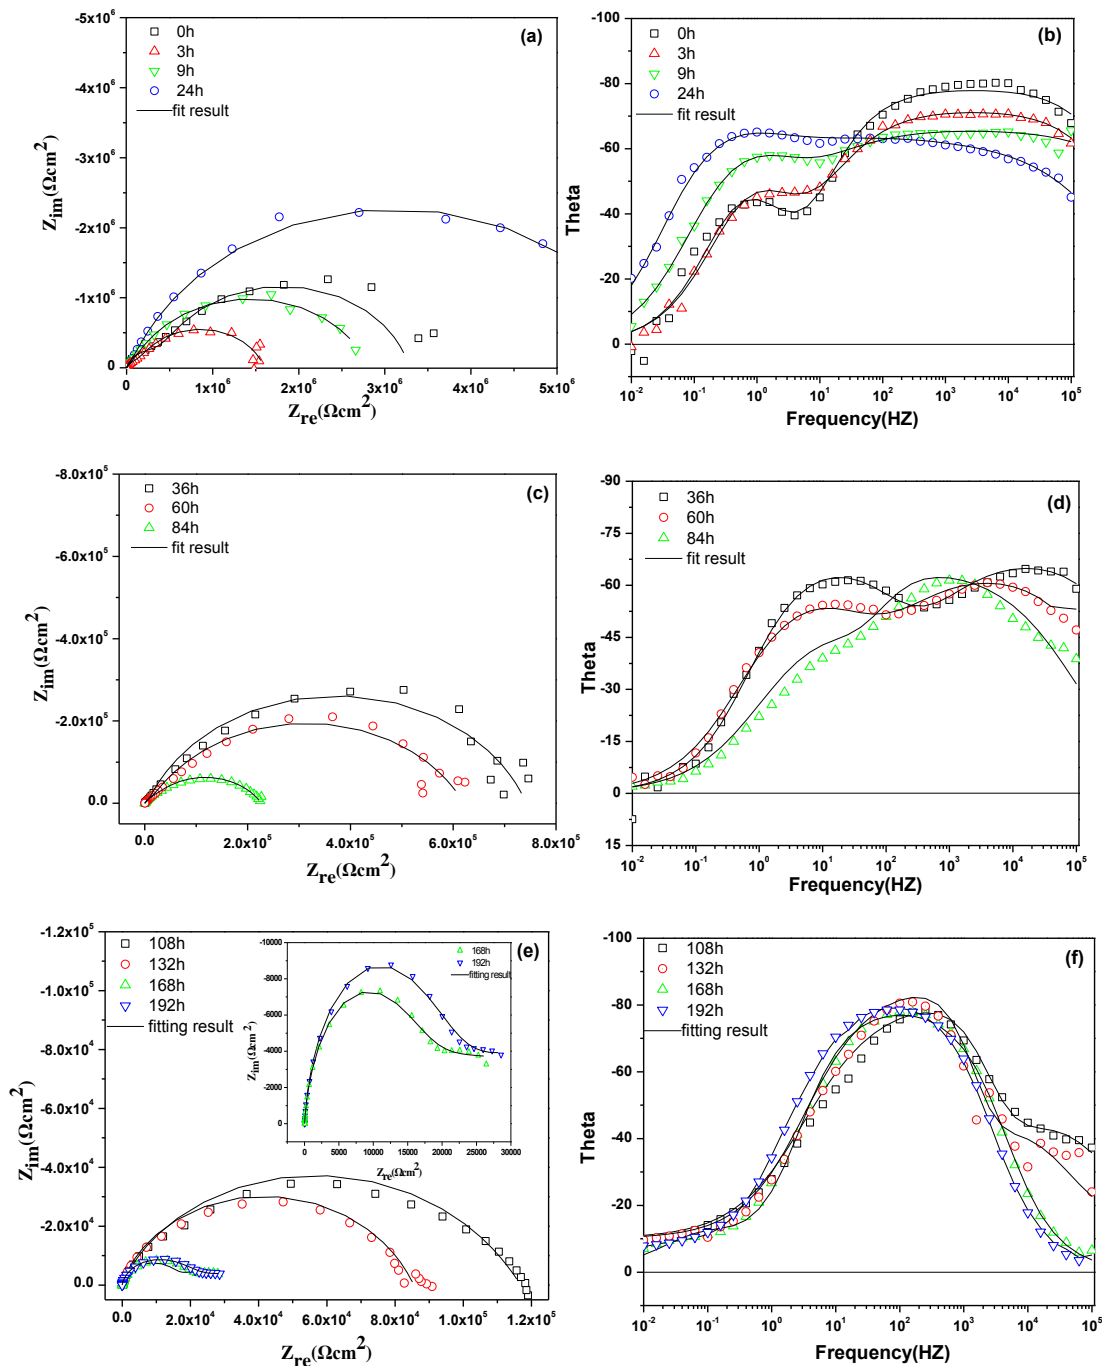 (a)
0h
3h
9h
24h
fit result
-5x10⁶
-4x10⁶
-3x10⁶
-2x10⁶
-1x10⁶
0
Zim(Ωcm²)
0 1x10⁶ 2x10⁶ 3x10⁶ 4x10⁶ 5x10⁶
Zre(Ωcm²)
(b)
0h
3h
9h
24h
fit result
-100
-80
-60
-40
-20
0
Theta
10⁻² 10⁻¹ 10⁰ 10¹ 10² 10³ 10⁴ 10⁵
Frequency(HZ)
(c)
36h
60h
84h
fit result
-8.0x10⁵
-6.0x10⁵
-4.0x10⁵
-2.0x10⁵
0.0
Zim(Ωcm²)
0.0 2.0x10⁵ 4.0x10⁵ 6.0x10⁵ 8.0x10⁵
Zre(Ωcm²)
(d)
36h
60h
84h
fit result
-90
-75
-60
-45
-30
-15
0
15
Theta
10⁻² 10⁻¹ 10⁰ 10¹ 10² 10³ 10⁴ 10⁵
Frequency(HZ)
(e)
108h
132h
168h
192h
fitting result
-1.2x10⁵
-1.0x10⁵
-8.0x10⁴
-6.0x10⁴
-4.0x10⁴
-2.0x10⁴
0.0
Zim(Ωcm²)
0.0 2.0x10⁴ 4.0x10⁴ 6.0x10⁴ 8.0x10⁴ 1.0x10⁵ 1.2x10⁵
Zre(Ωcm²)
168h
192h
fitting result
-10000
-8000
-6000
-4000
-2000
0
Zim(Ωcm²)
0 5000 10000 15000 20000 25000 30000
Zre(Ωcm²)
(f)
108h
132h
168h
192h
fitting result
-100
-80
-60
-40
-20
0
Theta
10⁻² 10⁻¹ 10⁰ 10¹ 10² 10³ 10⁴ 10⁵
Frequency(HZ)